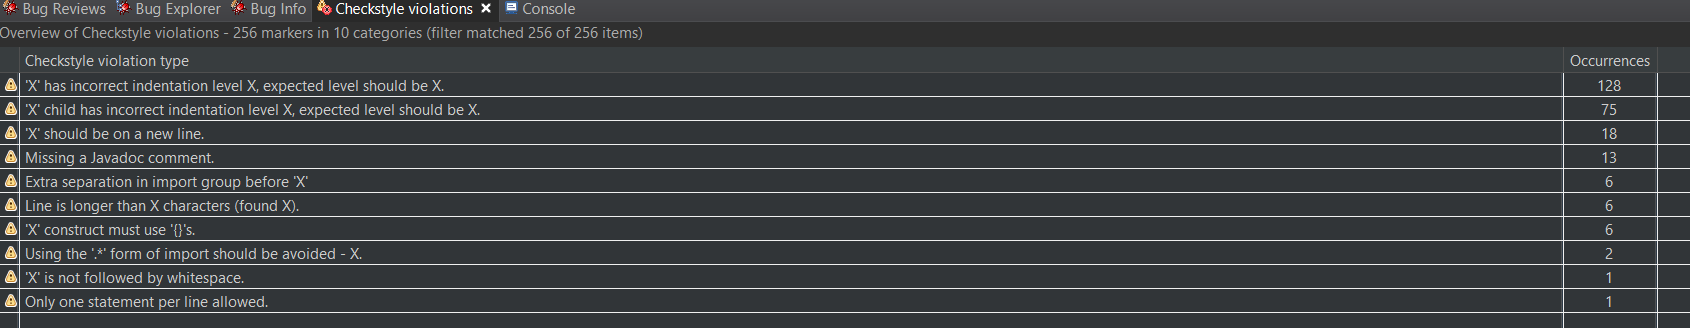 Bug Reviews Bug Explorer Bug Info Checkstyle violations Console
Overview of Checkstyle violations - 256 markers in 10 categories (filter matched 256 of 256 items)
Checkstyle violation type Occurrences
'X' has incorrect indentation level X, expected level should be X. 128
'X' child has incorrect indentation level X, expected level should be X. 75
'X' should be on a new line. 18
Missing a Javadoc comment. 13
Extra separation in import group before 'X' 6
Line is longer than X characters (found X). 6
'X' construct must use '{}'s. 6
Using the '.*' form of import should be avoided - X. 2
'X' is not followed by whitespace. 1
Only one statement per line allowed. 1